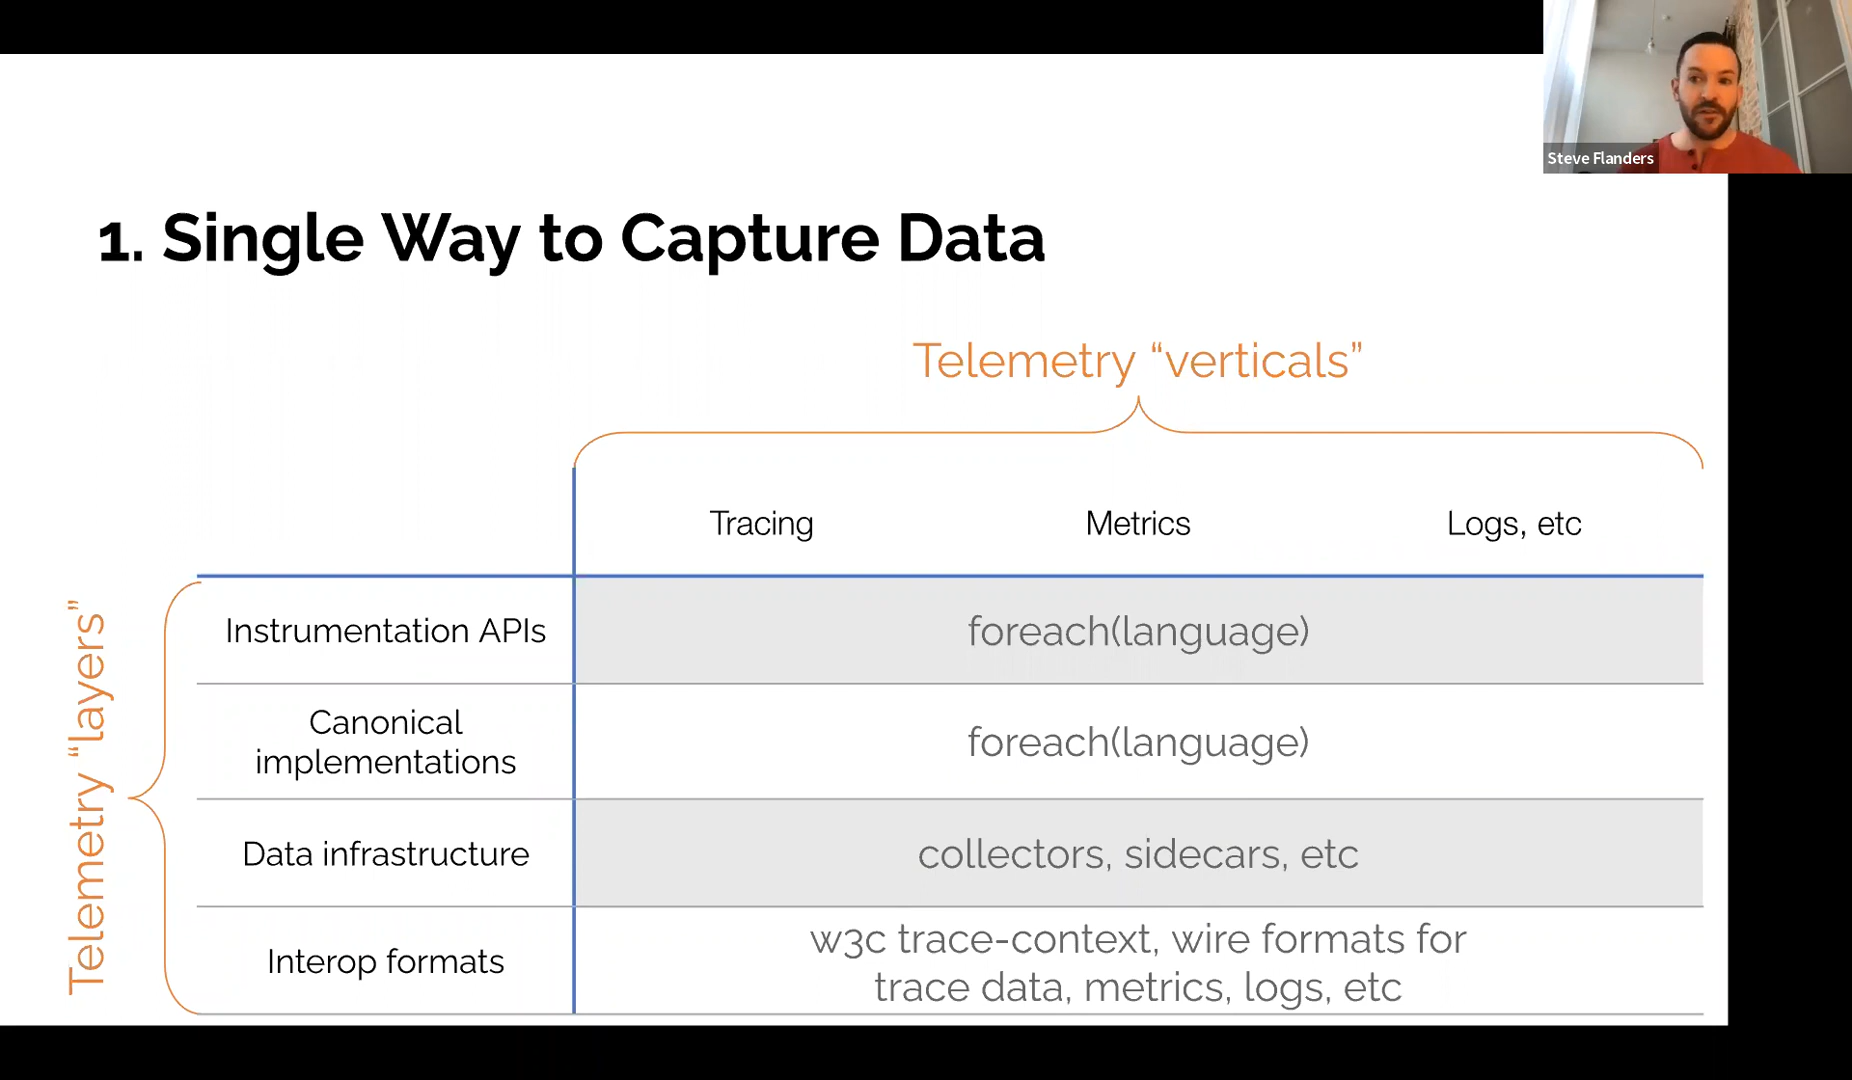 Steve Flanders
1. Single Way to Capture Data
Telemetry “verticals”
Tracing Metrics Logs, etc
Telemetry “layers”
Instrumentation APIs foreach(language)
Canonical
implementations foreach(language)
Data infrastructure collectors, sidecars, etc
Interop formats w3c trace-context, wire formats for
trace data, metrics, logs, etc